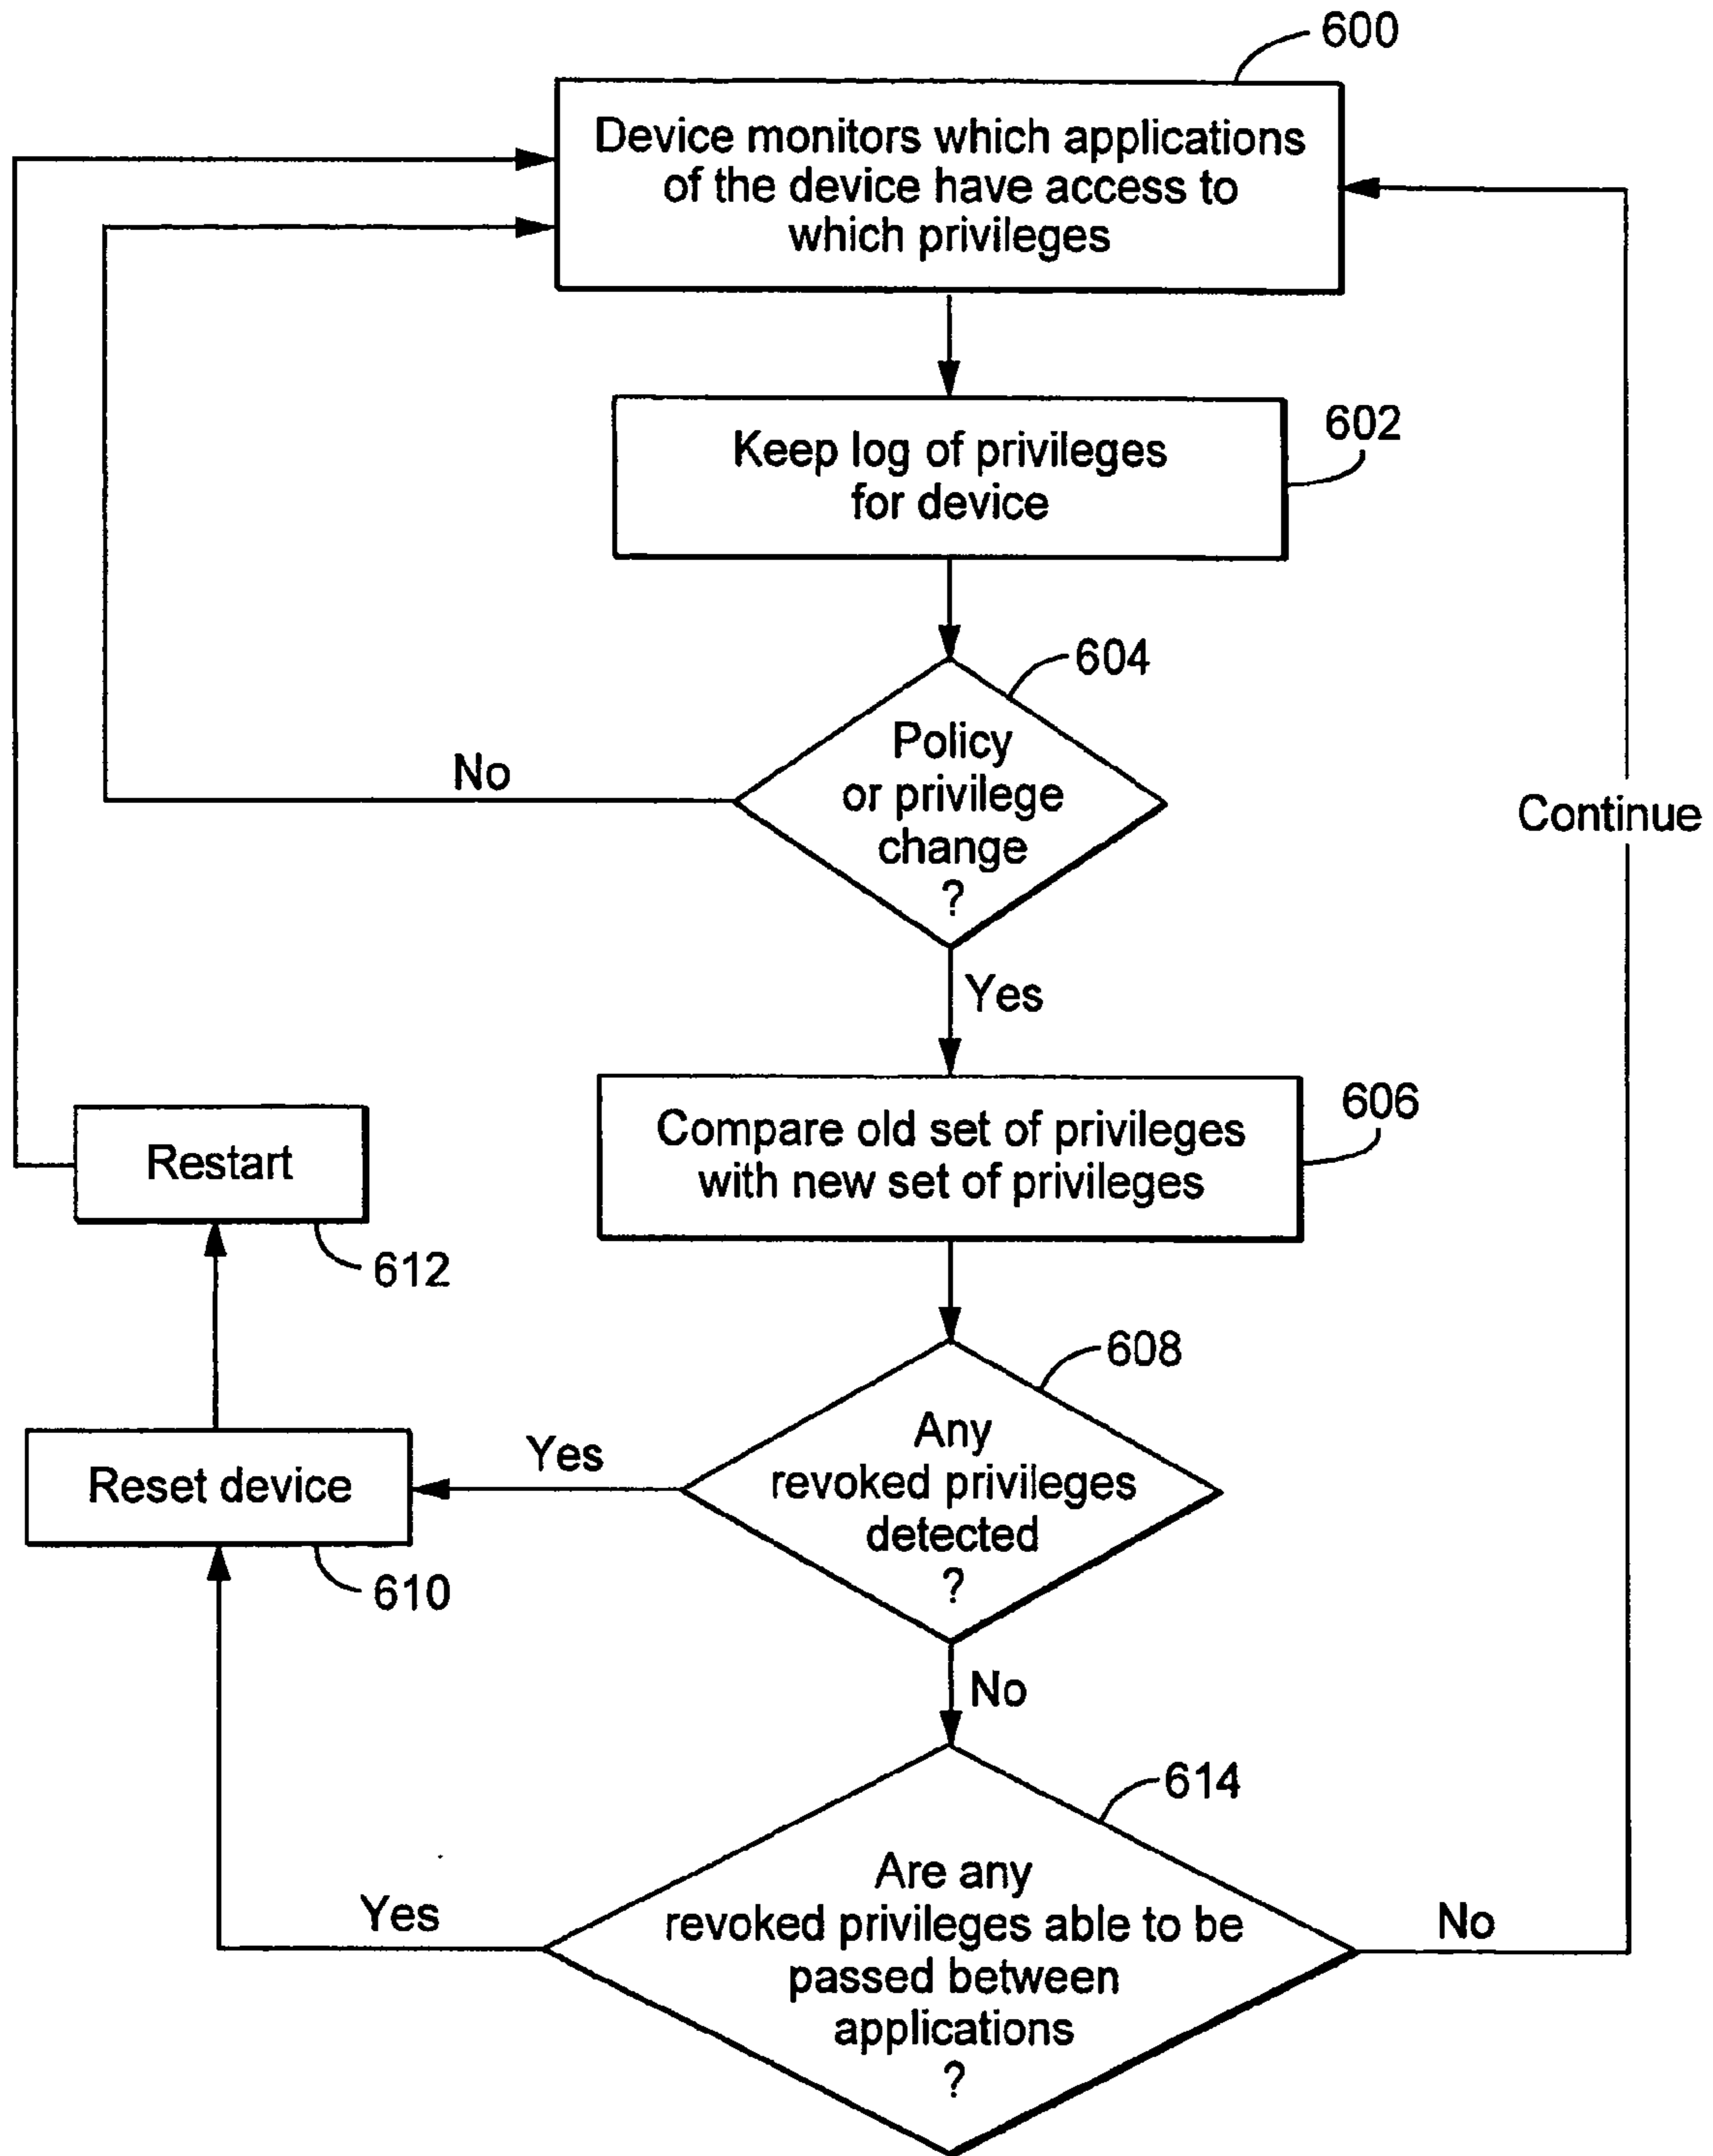 600
Device monitors which applications
of the device have access to
which privileges
602
Keep log of privileges
for device
604
Policy
or privilege
change
?
No
Continue
Yes
606
Compare old set of privileges
with new set of privileges
Restart
612
608
Any
revoked privileges
detected
?
Yes
Reset device
610
No
614
Are any
revoked privileges able to be
passed between
applications
?
Yes
No